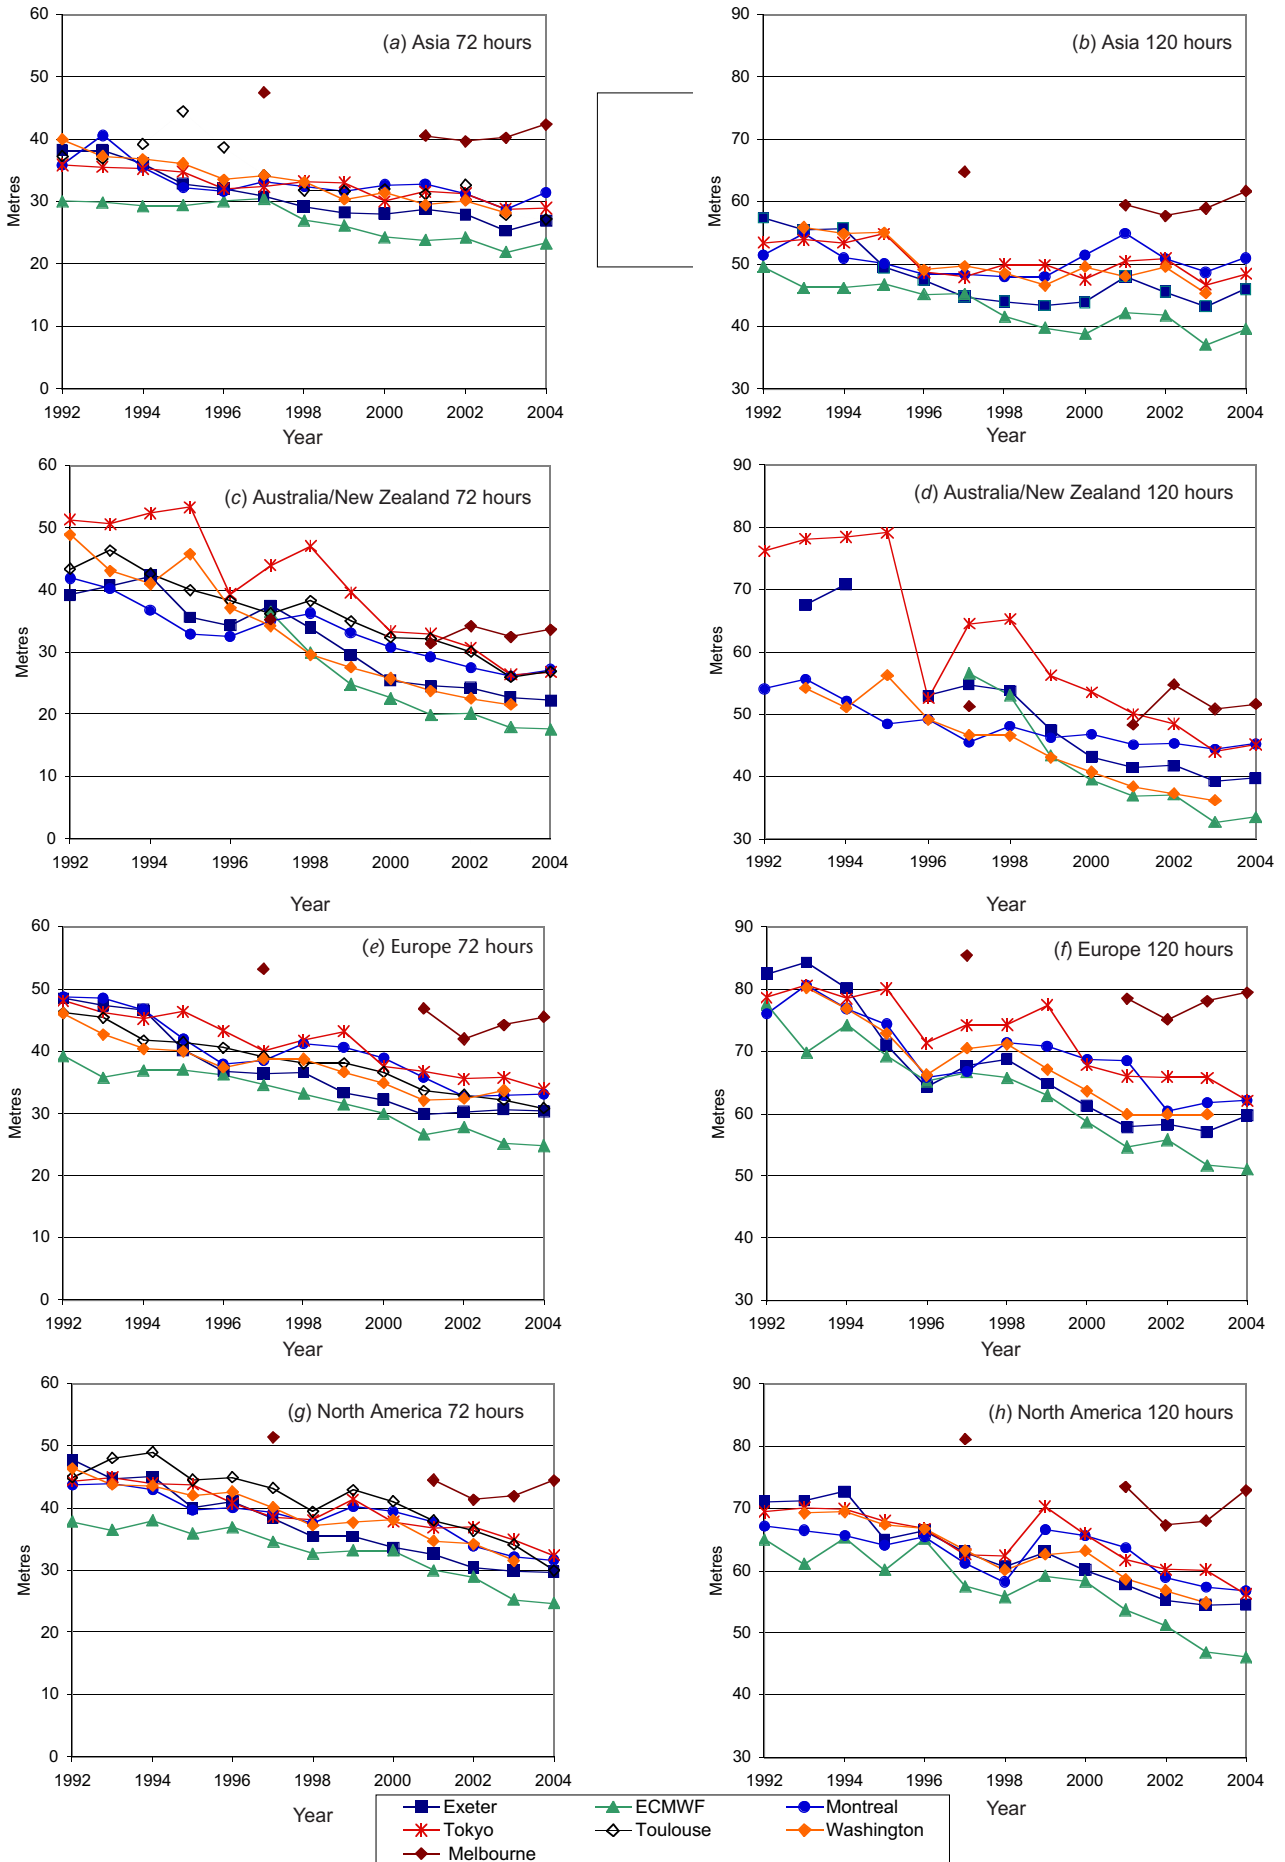 60
50
40
30
20
10
0
Metres
(a) Asia 72 hours
1992 1994 1996 1998 2000 2002 2004
Year
90
80
70
60
50
40
30
Metres
(b) Asia 120 hours
1992 1994 1996 1998 2000 2002 2004
Year
60
50
40
30
20
10
0
Metres
(c) Australia/New Zealand 72 hours
1992 1994 1996 1998 2000 2002 2004
Year
90
80
70
60
50
40
30
Metres
(d) Australia/New Zealand 120 hours
1992 1994 1996 1998 2000 2002 2004
Year
60
50
40
30
20
10
0
Metres
(e) Europe 72 hours
1992 1994 1996 1998 2000 2002 2004
Year
90
80
70
60
50
40
30
Metres
(f) Europe 120 hours
1992 1994 1996 1998 2000 2002 2004
Year
60
50
40
30
20
10
0
Metres
(g) North America 72 hours
1992 1994 1996 1998 2000 2002 2004
Year
90
80
70
60
50
40
30
Metres
(h) North America 120 hours
1992 1994 1996 1998 2000 2002 2004
Year
Exeter ECMWF Montreal
Tokyo Toulouse Washington
Melbourne